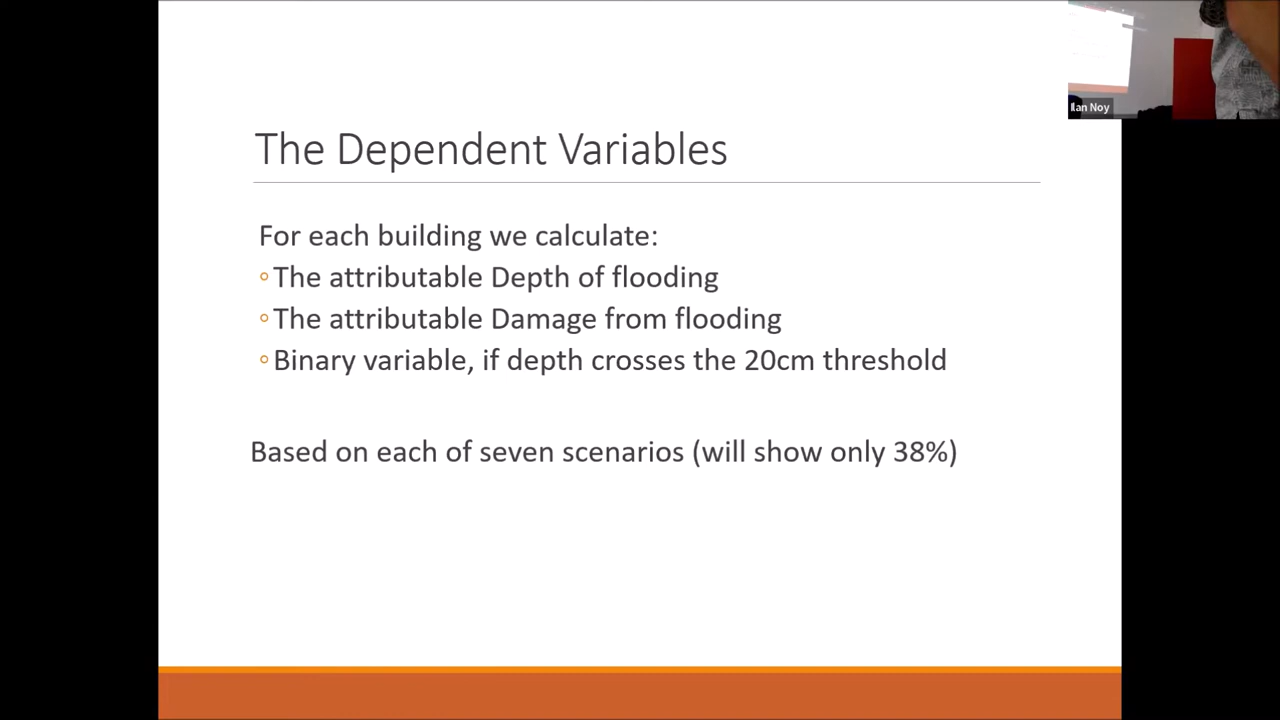 The Dependent Variables
For each building we calculate:
◦The attributable Depth of flooding
◦The attributable Damage from flooding
◦Binary variable, if depth crosses the 20cm threshold
Based on each of seven scenarios (will show only 38%)
Ilan Noy